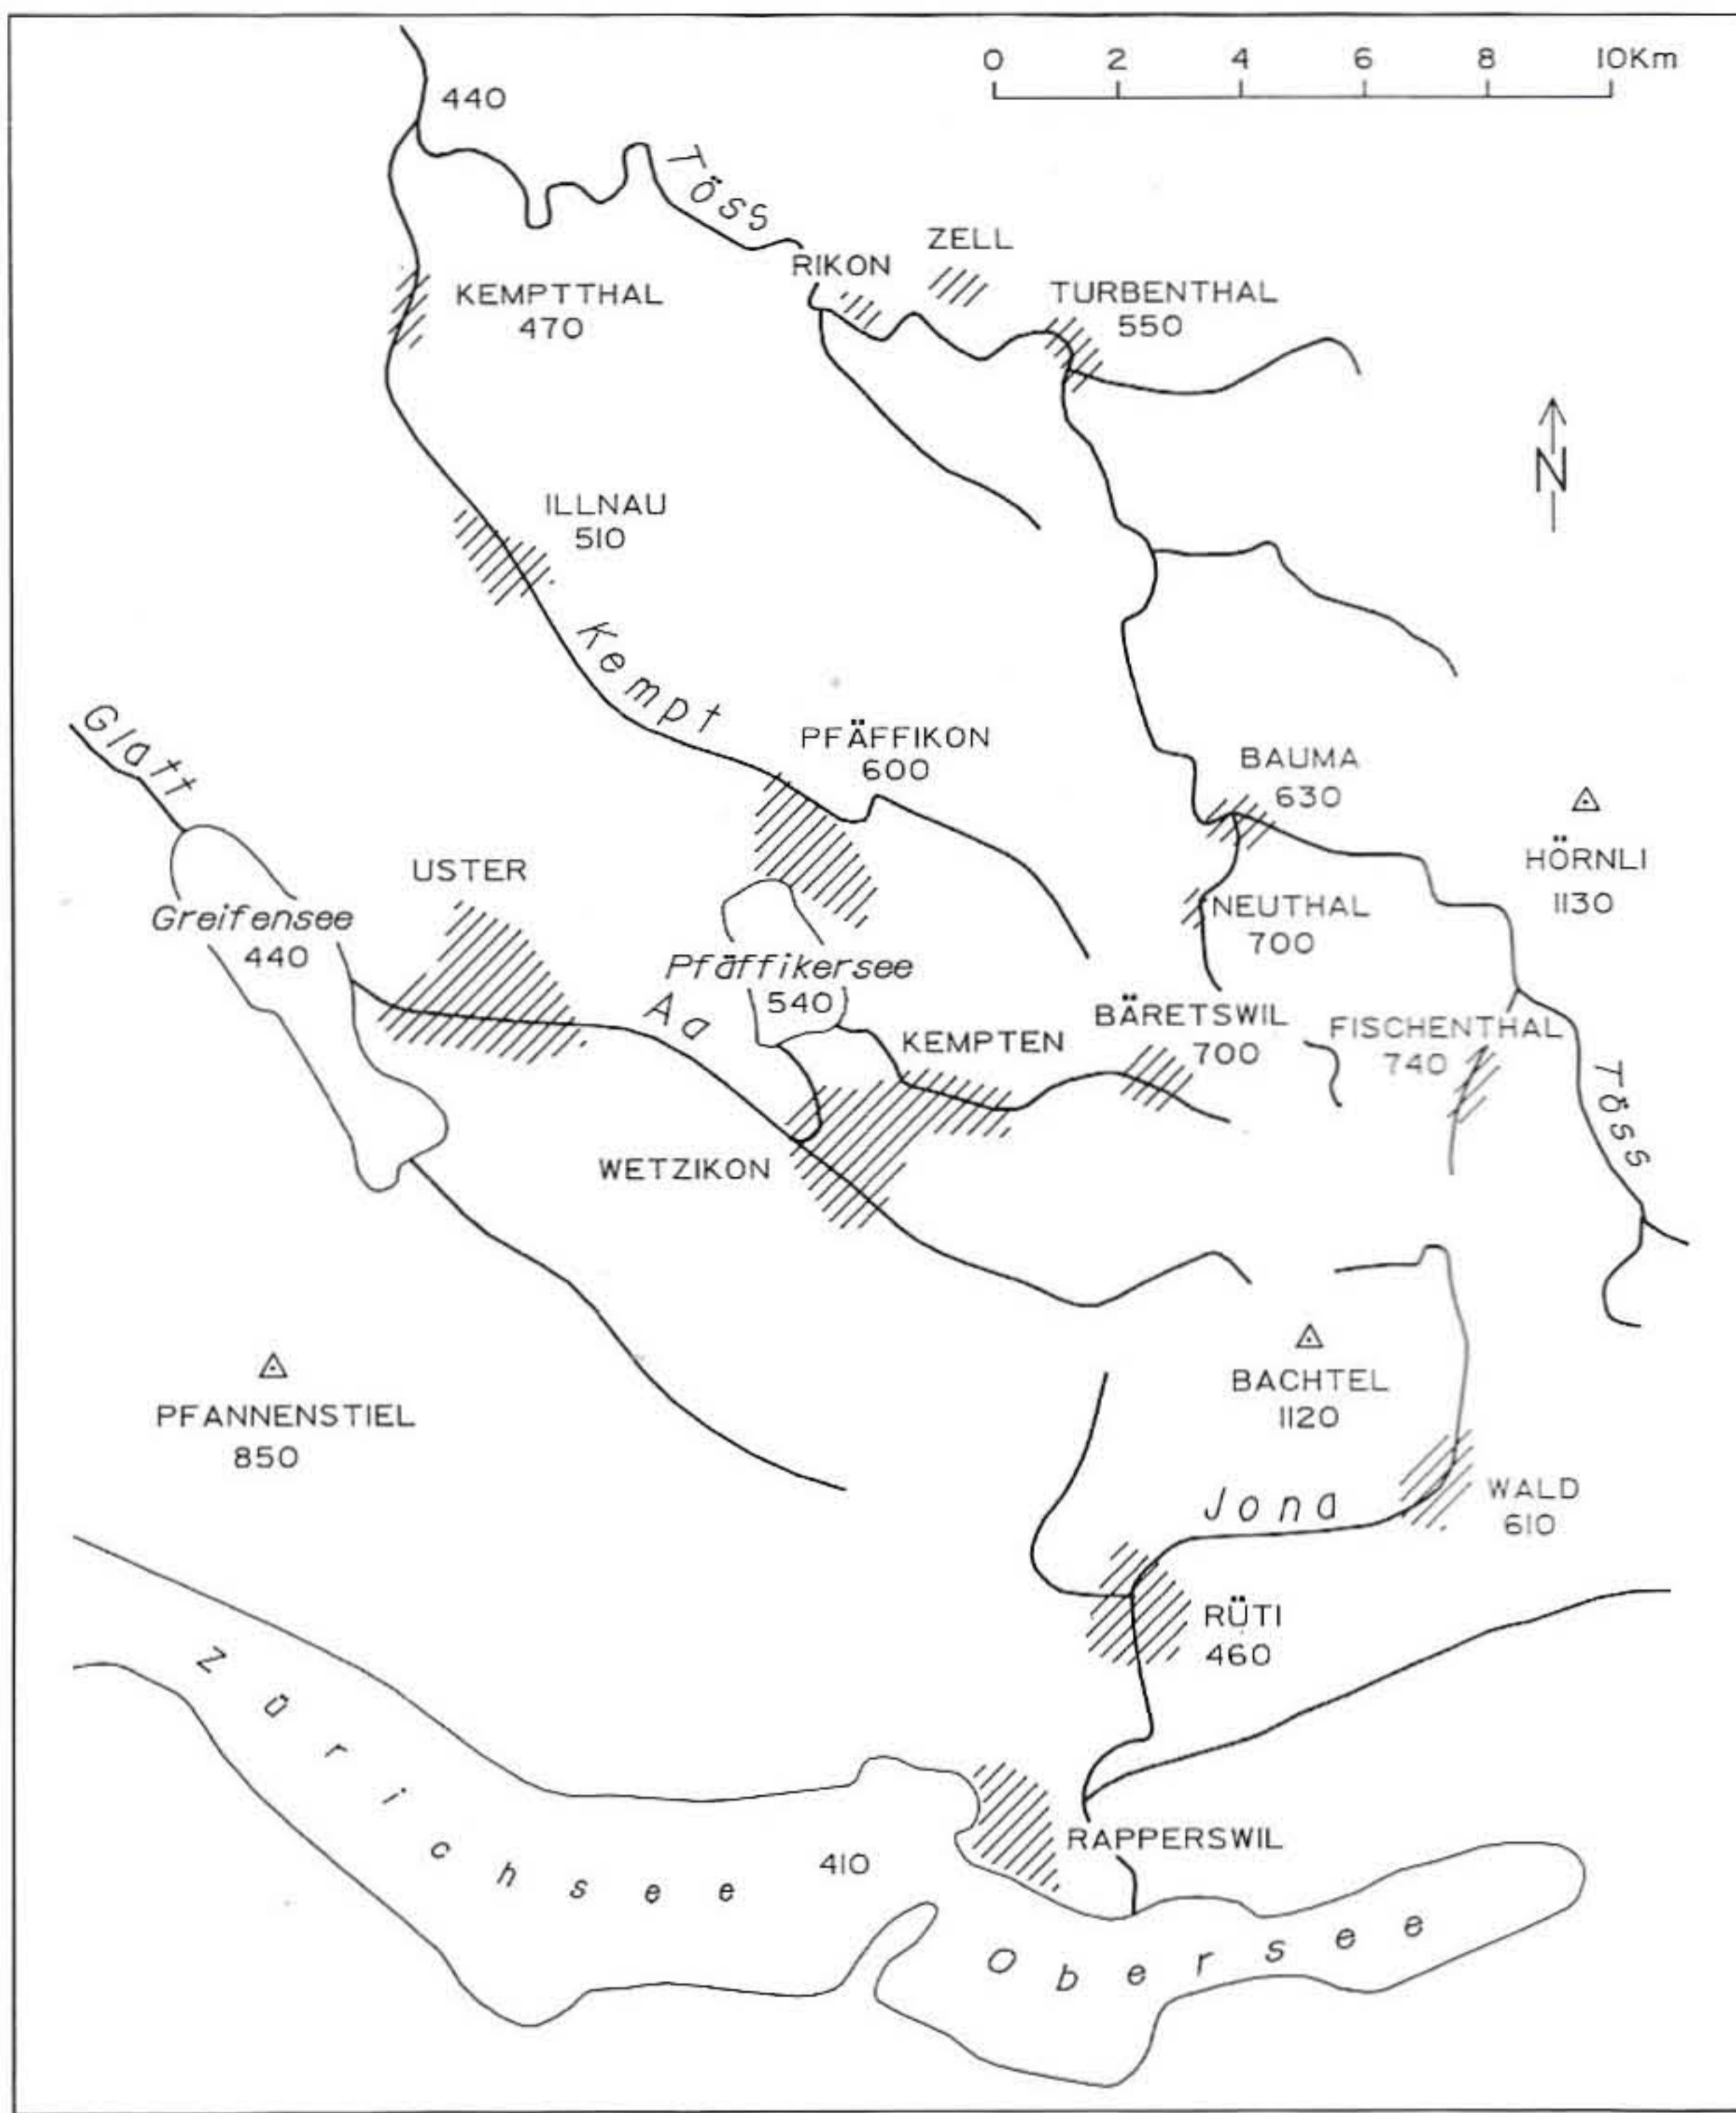 0 2 4 6 8 10Km
440
Töss
ZELL
RIKON
KEMPTTHAL
470
TURBENTHAL
550
N
ILLNAU
510
Kempt
Glatt
PFÄFFIKON
600
BAUMA
630
HÖRNLI
1130
USTER
Greifensee
440
NEUTHAL
700
Pfäffikersee
540
Aa
BÄRETSWIL
700
KEMPTEN
FISCHENTHAL
740
Töss
WETZIKON
PFANNENSTIEL
850
BACHTEL
1120
Jona
WALD
610
RÜTI
460
Zürichsee
410
RAPPERSWIL
Obersee